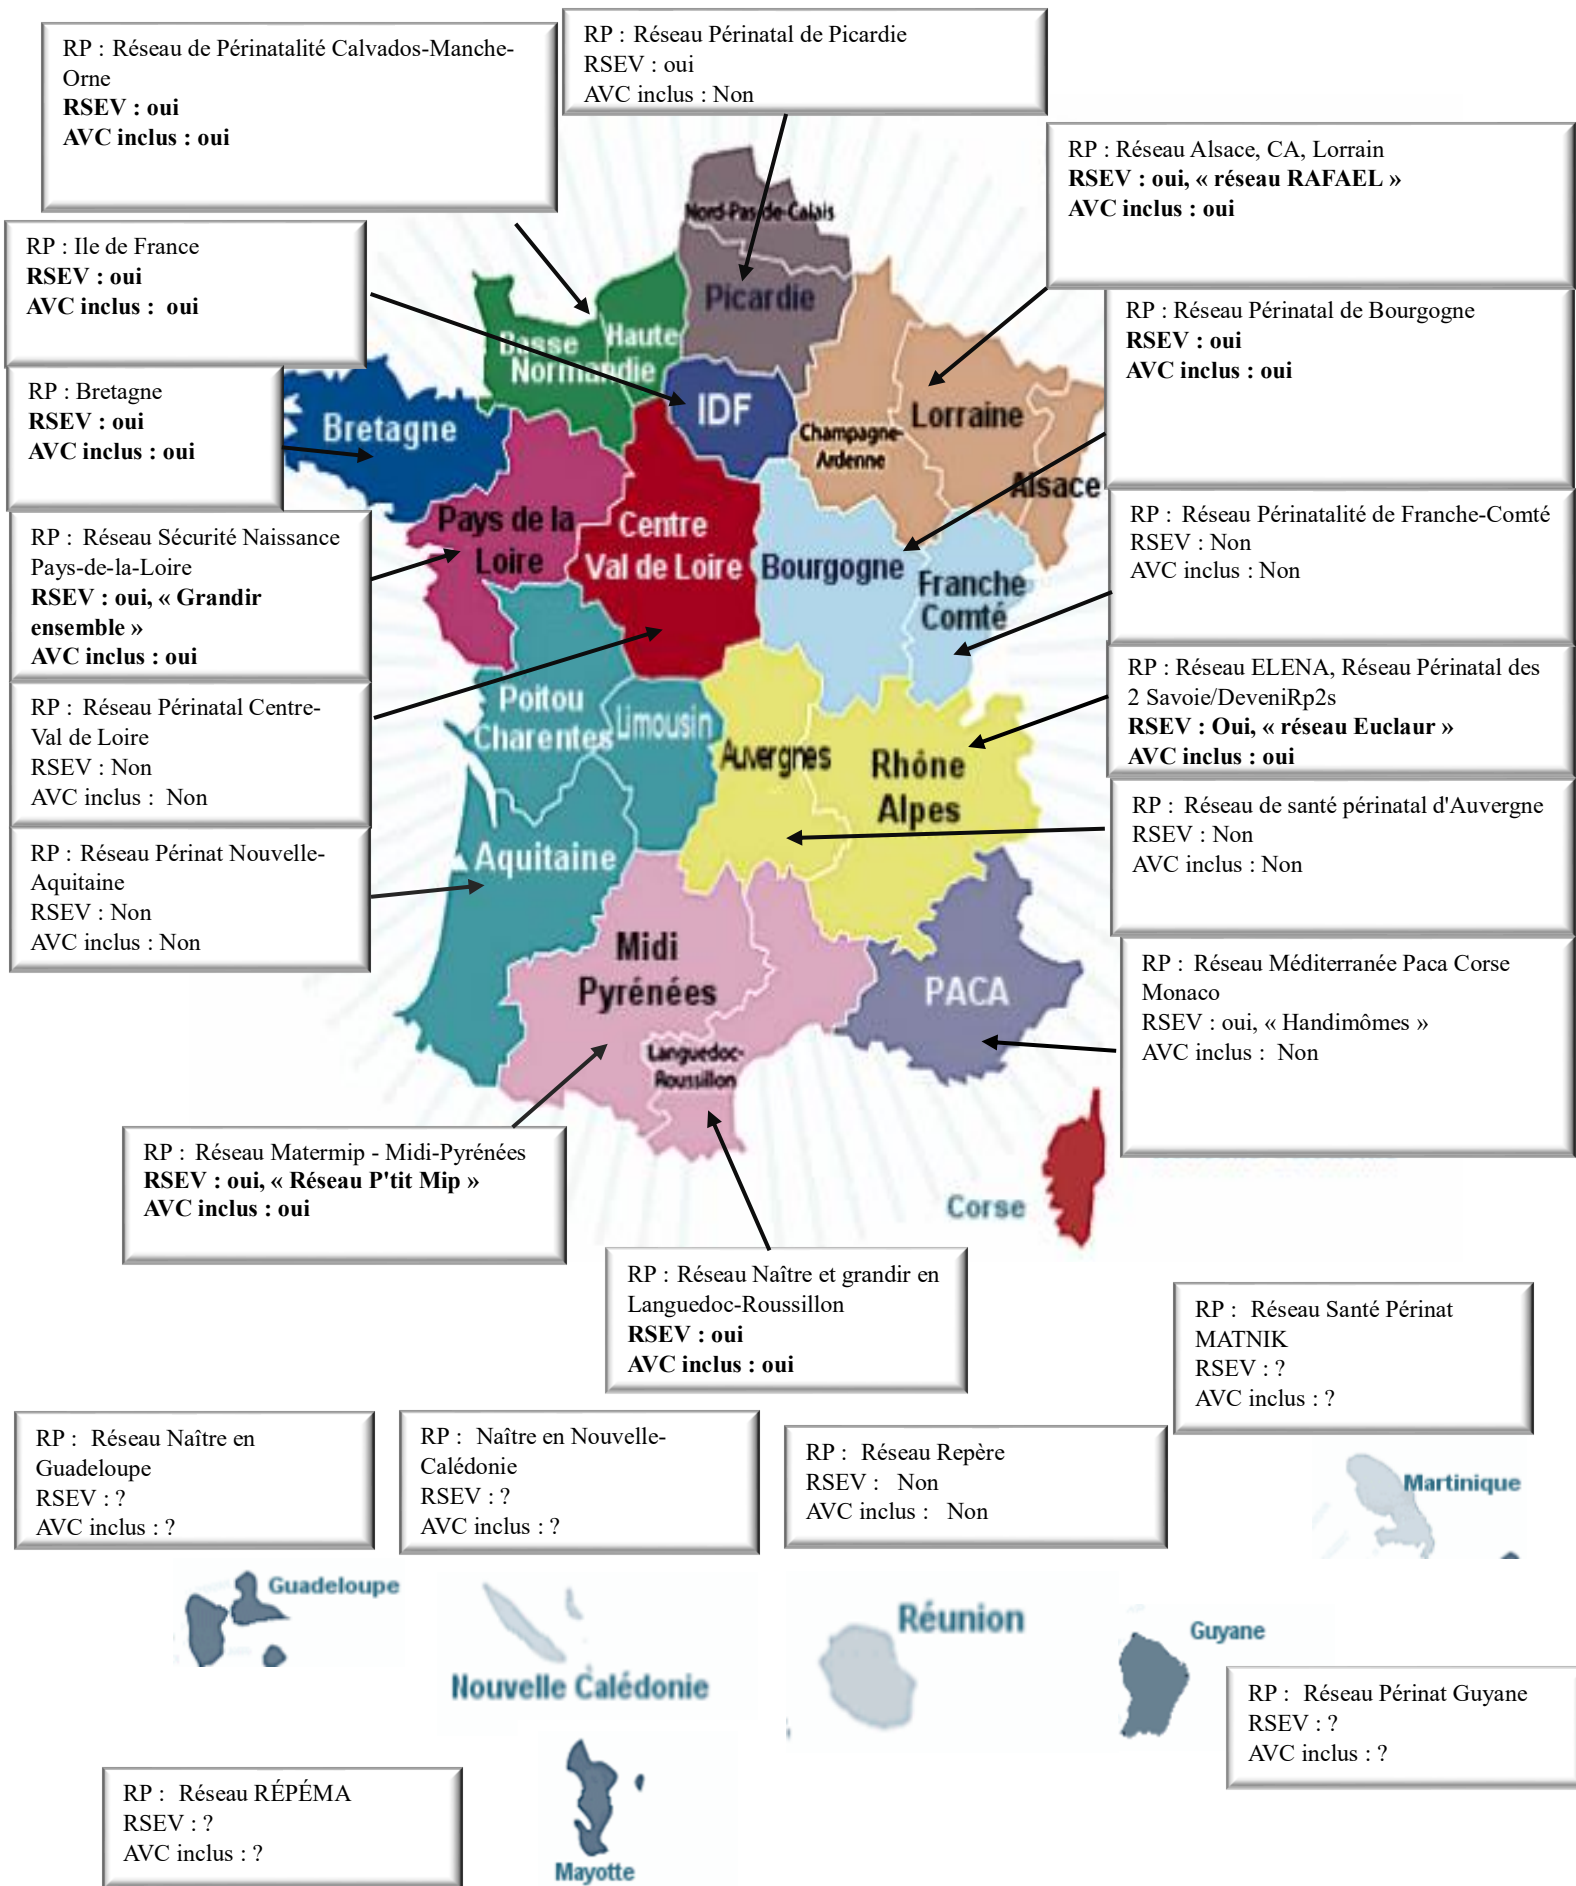 RP : Réseau de Périnatalité Calvados-Manche-
Orne
RSEV : oui
AVC inclus : oui
RP : Réseau Périnatal de Picardie
RSEV : oui
AVC inclus : Non
RP : Réseau Alsace, CA, Lorrain
RSEV : oui, « réseau RAFAEL »
AVC inclus : oui
RP : Ile de France
RSEV : oui
AVC inclus :  oui
RP : Réseau Périnatal de Bourgogne
RSEV : oui
AVC inclus : oui
RP : Bretagne
RSEV : oui
AVC inclus : oui
RP :  Réseau Périnatalité de Franche-Comté
RSEV : Non
AVC inclus : Non
RP :  Réseau Sécurité Naissance
Pays-de-la-Loire
RSEV : oui, « Grandir
ensemble »
AVC inclus : oui
RP : Réseau ELENA, Réseau Périnatal des
2 Savoie/DeveniRp2s
RSEV : Oui, « réseau Euclaur »
AVC inclus : oui
RP :  Réseau Périnatal Centre-
Val de Loire
RSEV : Non
AVC inclus :  Non
RP :  Réseau de santé périnatal d'Auvergne
RSEV : Non
AVC inclus : Non
RP : Réseau Périnat Nouvelle-
Aquitaine
RSEV : Non
AVC inclus : Non
RP :  Réseau Méditerranée Paca Corse
Monaco
RSEV : oui, « Handimômes »
AVC inclus :  Non
RP :  Réseau Matermip - Midi-Pyrénées
RSEV : oui, « Réseau P'tit Mip »
AVC inclus : oui
RP : Réseau Naître et grandir en
Languedoc-Roussillon
RSEV : oui
AVC inclus : oui
Nord-Pas-de-Calais
Picardie
Basse
Haute
Normandie
IDF
Bretagne
Champagne-
Ardenne
Lorraine
Alsace
Pays de la
Loire
Centre
Val de Loire
Bourgogne
Franche
Comté
Poitou
Charentes
Limousin
Auvergnes
Rhône
Alpes
Aquitaine
Midi
Pyrénées
Languedoc-
Roussillon
PACA
Corse
RP :  Réseau Santé Périnat
MATNIK
RSEV : ?
AVC inclus : ?
RP :  Réseau Naître en
Guadeloupe
RSEV : ?
AVC inclus : ?
RP :  Naître en Nouvelle-
Calédonie
RSEV : ?
AVC inclus : ?
RP :  Réseau Repère
RSEV :  Non
AVC inclus :  Non
Martinique
Guadeloupe
Nouvelle Calédonie
Réunion
Guyane
RP :  Réseau Périnat Guyane
RSEV : ?
AVC inclus : ?
RP :  Réseau RÉPÉMA
RSEV : ?
AVC inclus : ?
Mayotte